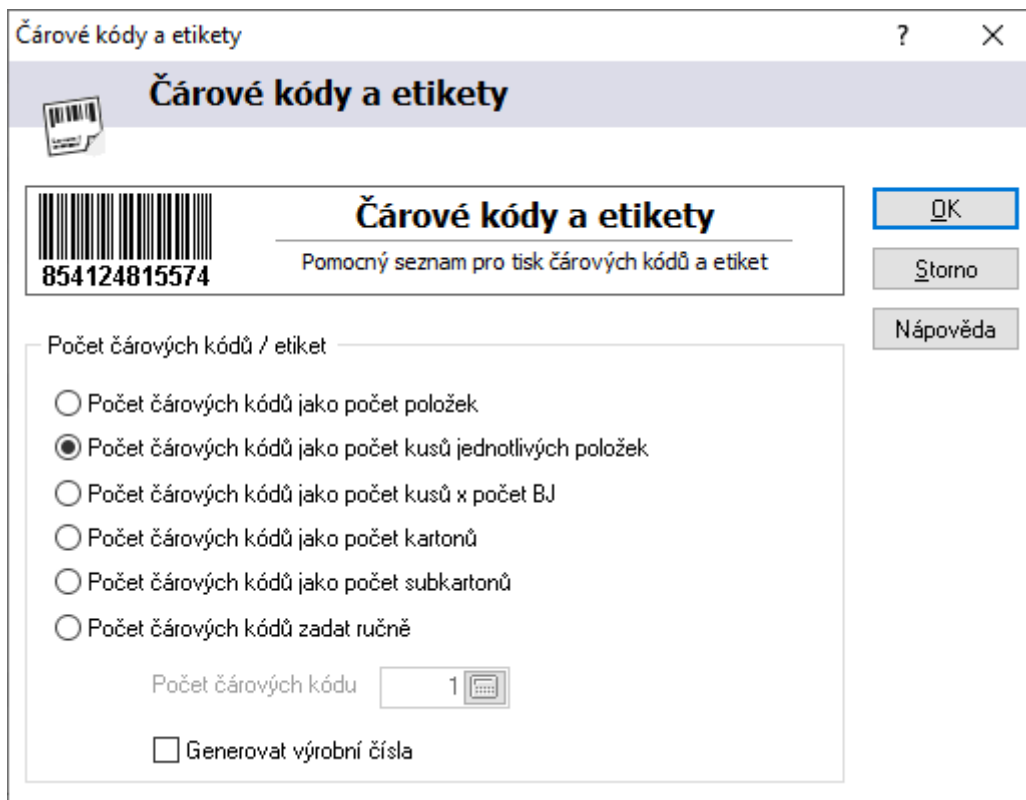 Čárové kódy a etikety
?
Čárové kódy a etikety
Čárové kódy a etikety
Pomocný seznam pro tisk čárových kódů a etiket
854124815574
OK
Storno
Nápověda
Počet čárových kódů / etiket
Počet čárových kódů jako počet položek
Počet čárových kódů jako počet kusů jednotlivých položek
Počet čárových kódů jako počet kusů x počet BJ
Počet čárových kódů jako počet kartonů
Počet čárových kódů jako počet subkartonů
Počet čárových kódů zadat ručně
Počet čárových kódu 1
Generovat výrobní čísla